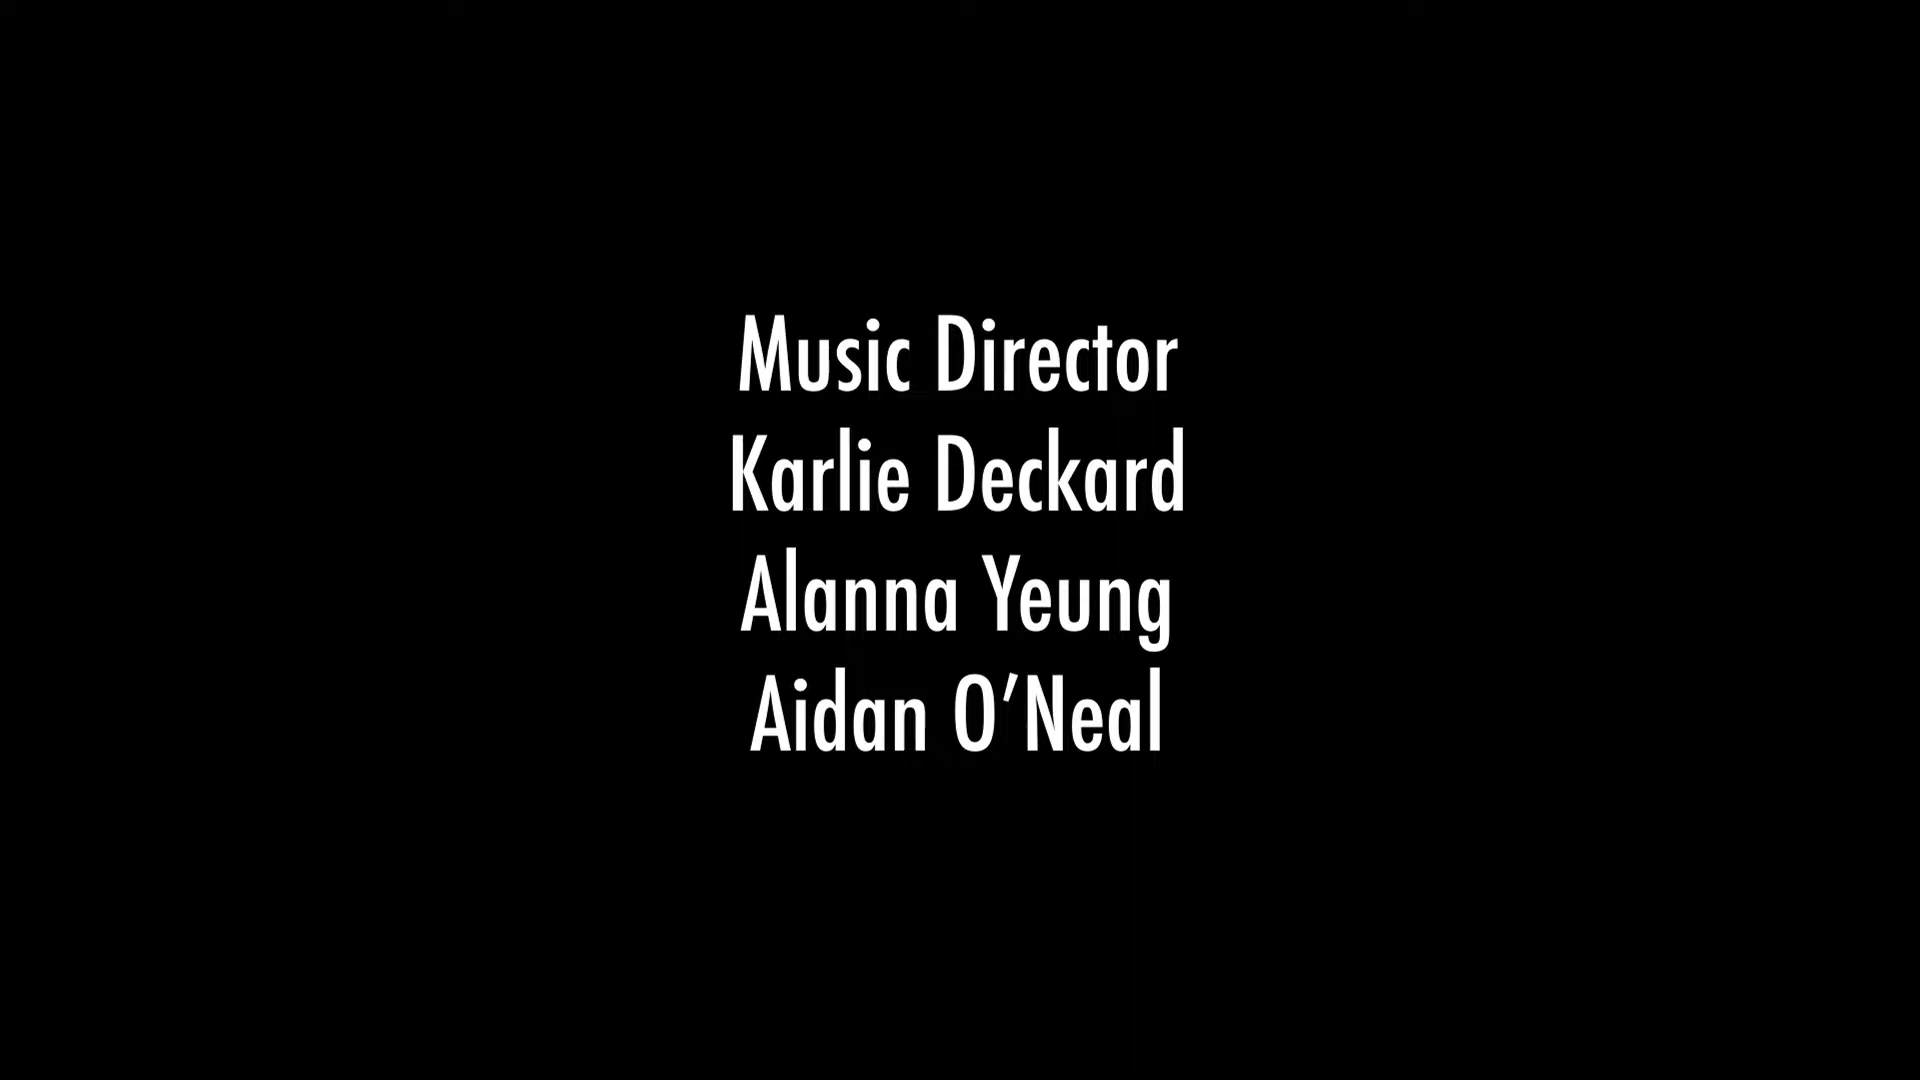 Music Director
Karlie Deckard
Alanna Yeung
Aidan O’Neal